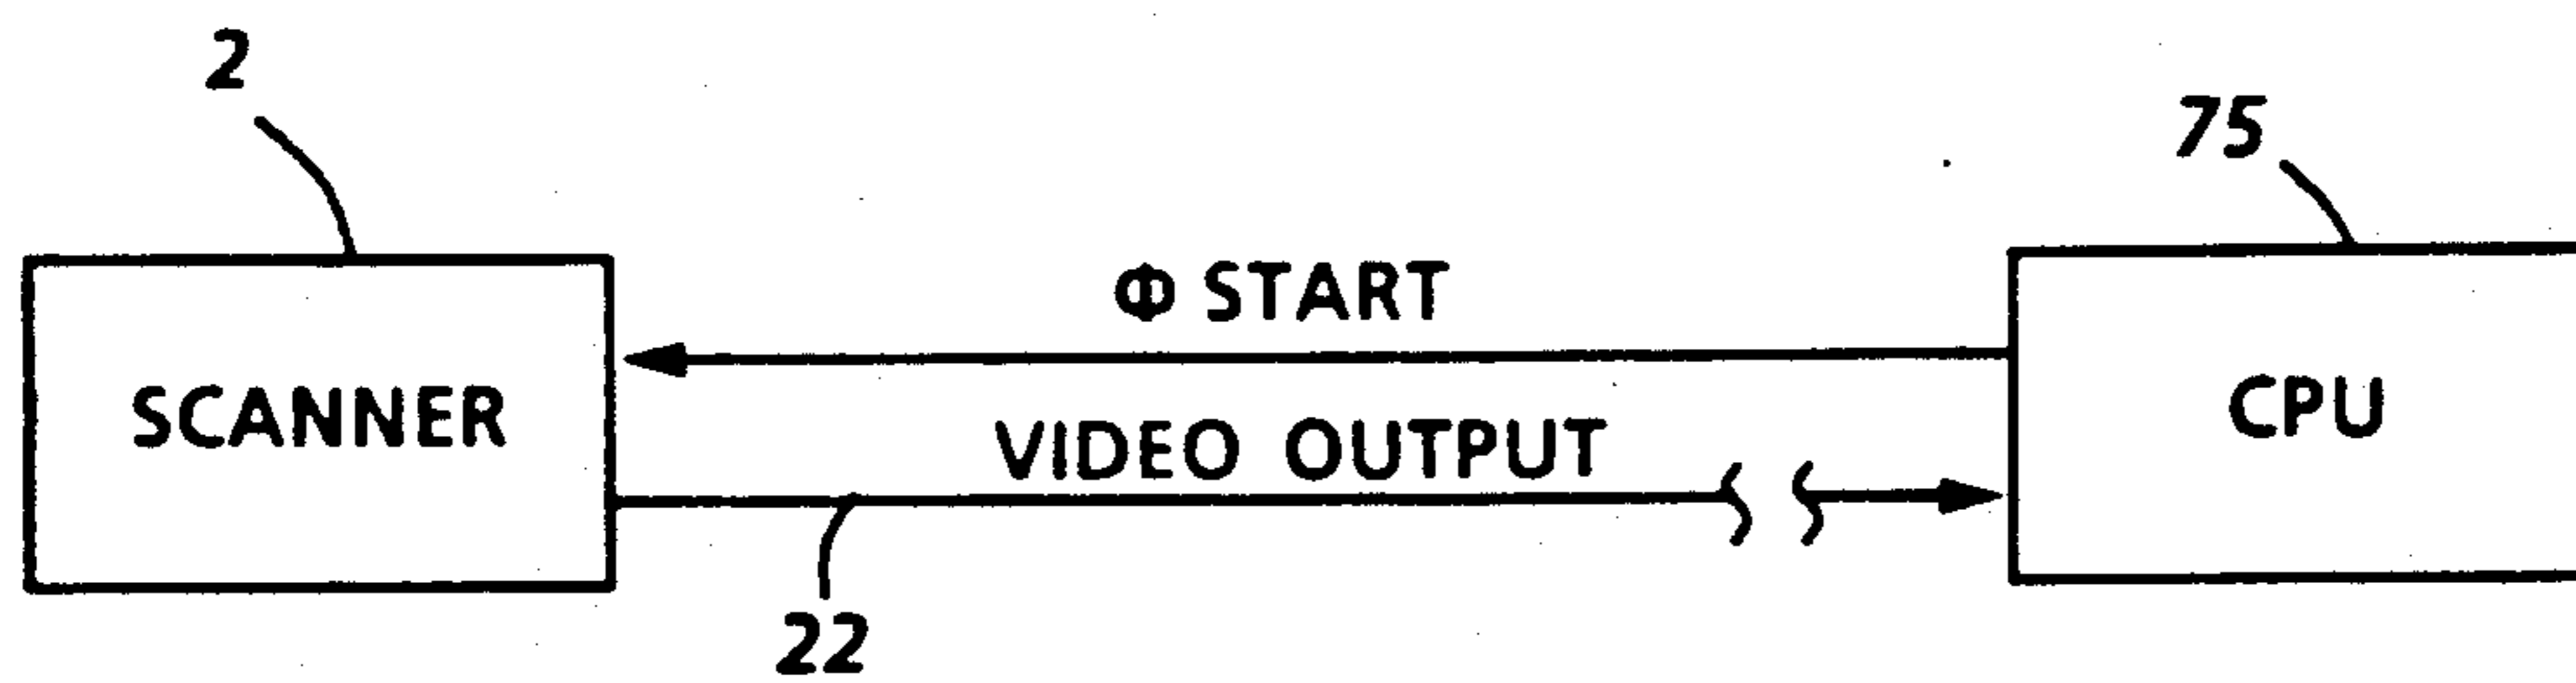 2
75
Φ START
SCANNER
CPU
VIDEO OUTPUT
22